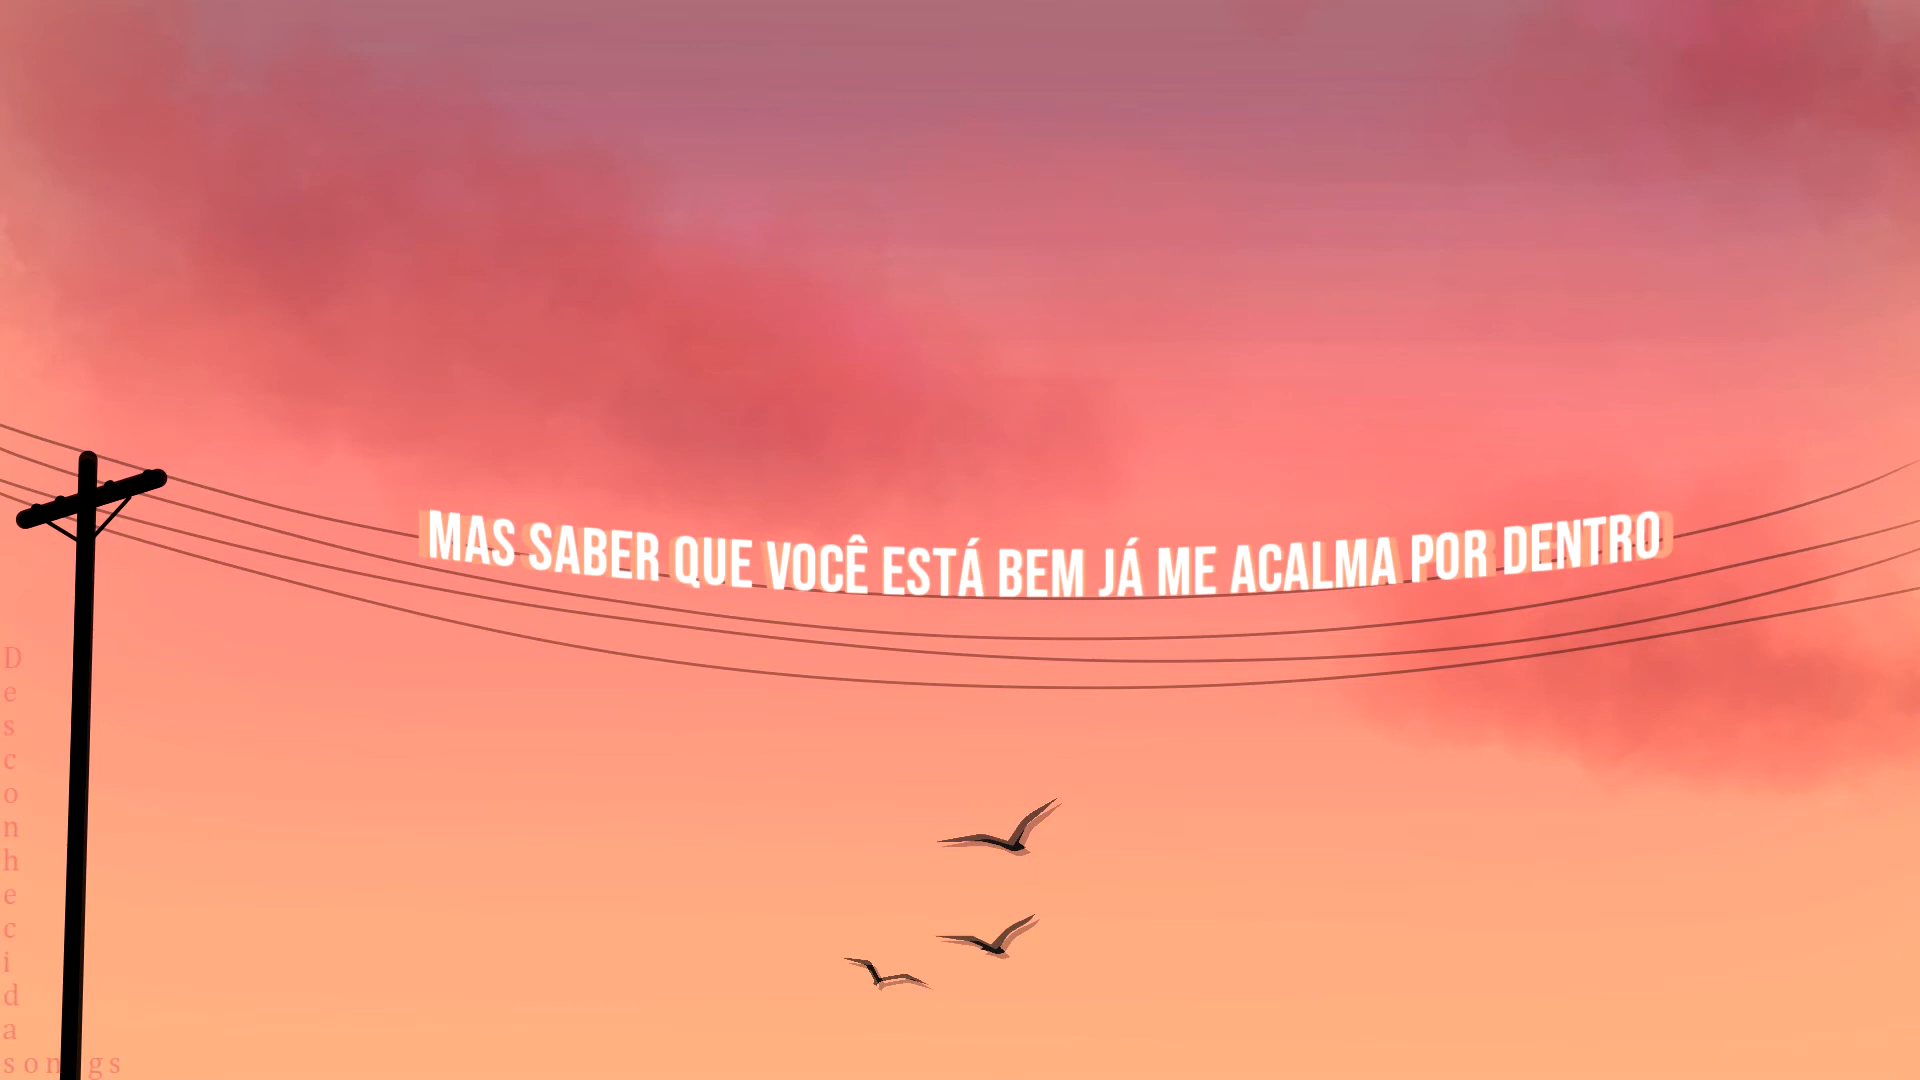 MAS SABER QUE VOCÊ ESTÁ BEM JÁ ME ACALMA POR DENTRO
Desconhecida
songs